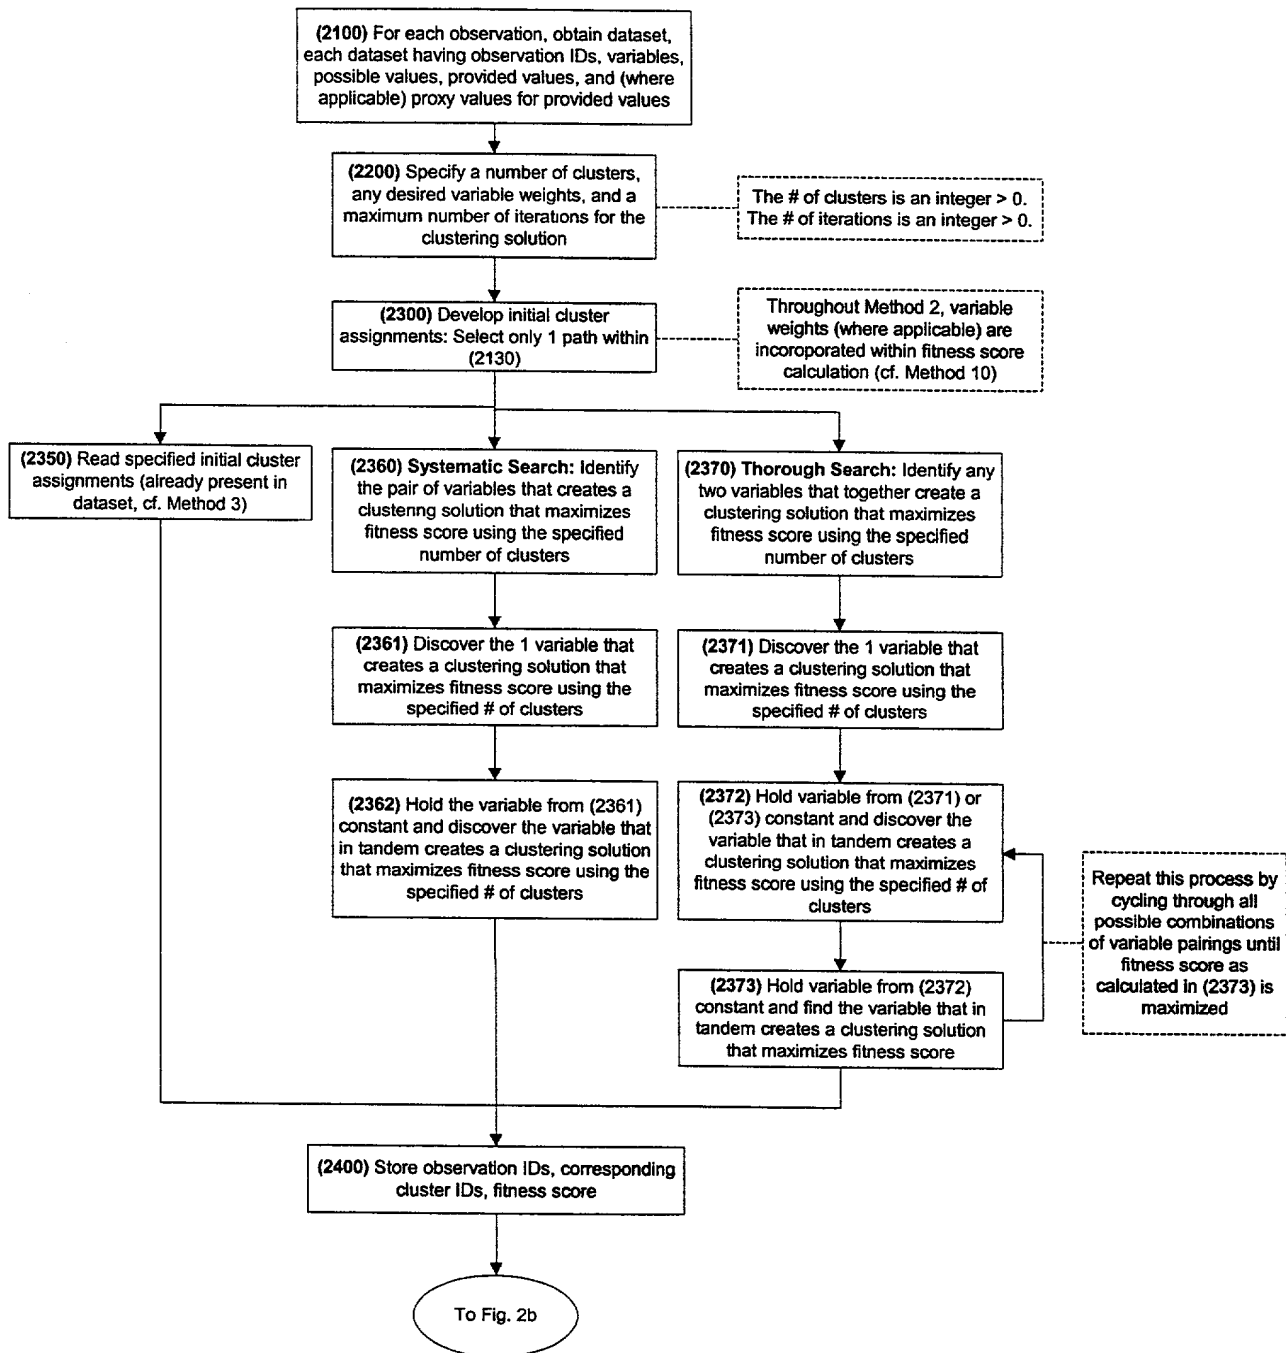 (2100) For each observation, obtain dataset,
each dataset having observation IDs, variables,
possible values, provided values, and (where
applicable) proxy values for provided values
(2200) Specify a number of clusters,
any desired variable weights, and a
maximum number of iterations for the
clustering solution
The # of clusters is an integer > 0.
The # of iterations is an integer > 0.
(2300) Develop initial cluster
assignments: Select only 1 path within
(2130)
Throughout Method 2, variable
weights (where applicable) are
incoroporated within fitness score
calculation (cf. Method 10)
(2350) Read specified initial cluster
assignments (already present in
dataset, cf. Method 3)
(2360) Systematic Search: Identify
the pair of variables that creates a
clustering solution that maximizes
fitness score using the specified
number of clusters
(2370) Thorough Search: Identify any
two variables that together create a
clustering solution that maximizes
fitness score using the specified
number of clusters
(2361) Discover the 1 variable that
creates a clustering solution that
maximizes fitness score using the
specified # of clusters
(2371) Discover the 1 variable that
creates a clustering solution that
maximizes fitness score using the
specified # of clusters
(2362) Hold the variable from (2361)
constant and discover the variable that
in tandem creates a clustering solution
that maximizes fitness score using the
specified # of clusters
(2372) Hold variable from (2371) or
(2373) constant and discover the
variable that in tandem creates a
clustering solution that maximizes
fitness score using the specified # of
clusters
Repeat this process by
cycling through all
possible combinations
of variable pairings until
fitness score as
calculated in (2373) is
maximized
(2373) Hold variable from (2372)
constant and find the variable that in
tandem creates a clustering solution
that maximizes fitness score
(2400) Store observation IDs, corresponding
cluster IDs, fitness score
To Fig. 2b